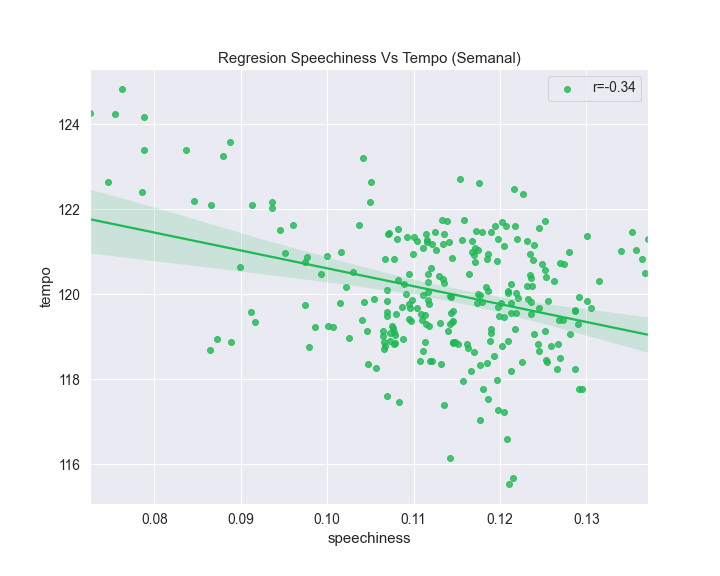 Regresion Speechiness Vs Tempo (Semanal)
r=-0.34
124
122
120
118
116
tempo
0.08 0.09 0.10 0.11 0.12 0.13
speechiness